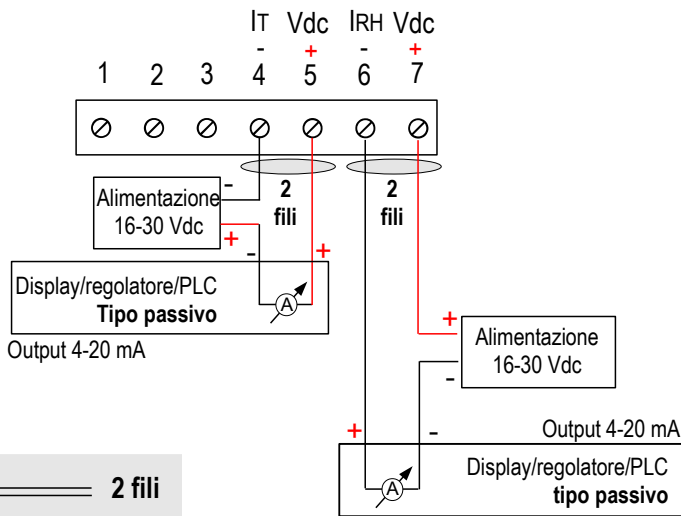 IT Vdc IRH Vdc
- + - +
1 2 3 4 5 6 7
2 fili
2 fili
-
Alimentazione
16-30 Vdc
+
- +
Display/regolatore/PLC
Tipo passivo
A
Output 4-20 mA
+
Alimentazione
16-30 Vdc
-
+ -
Output 4-20 mA
Display/regolatore/PLC
tipo passivo
A
2 fili